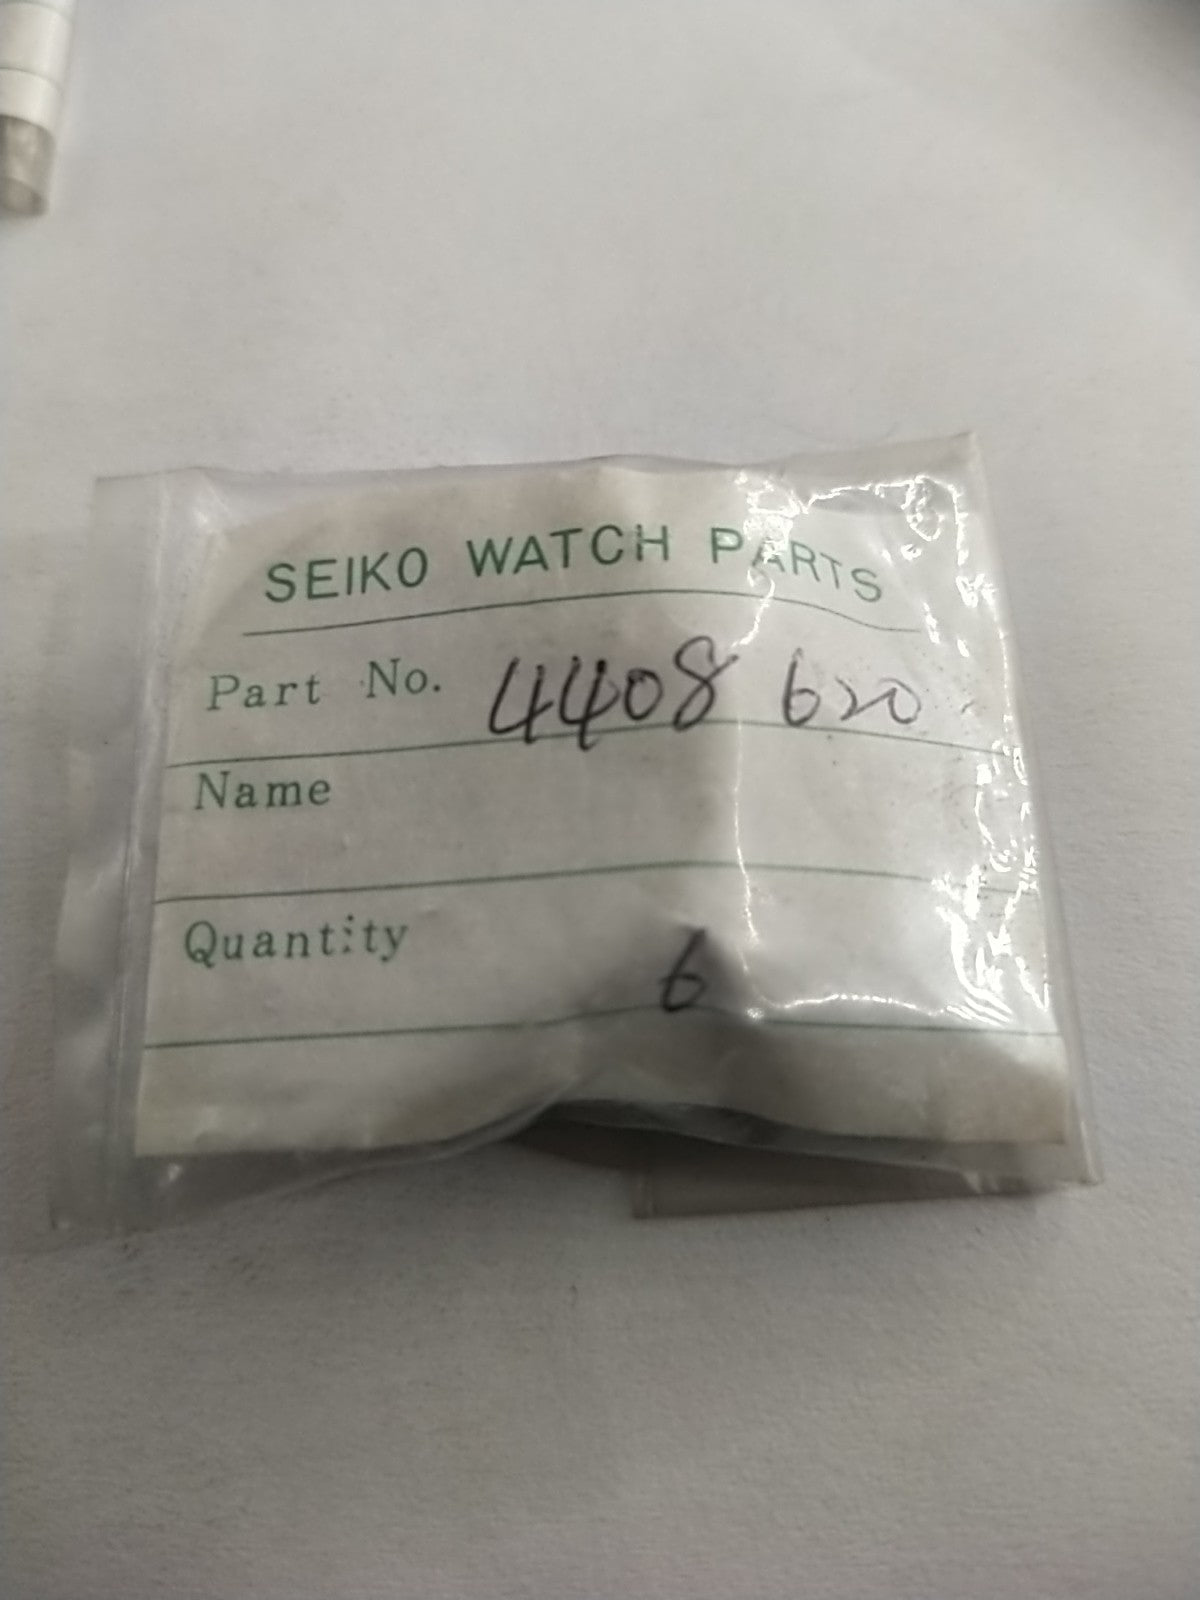 SEIKO WATCH PARTS
Part No. 4408 620
Name
Quantity 6